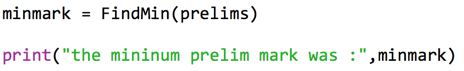 minmark = FindMin(prelims)
print("the mininum prelim mark was :",minmark)